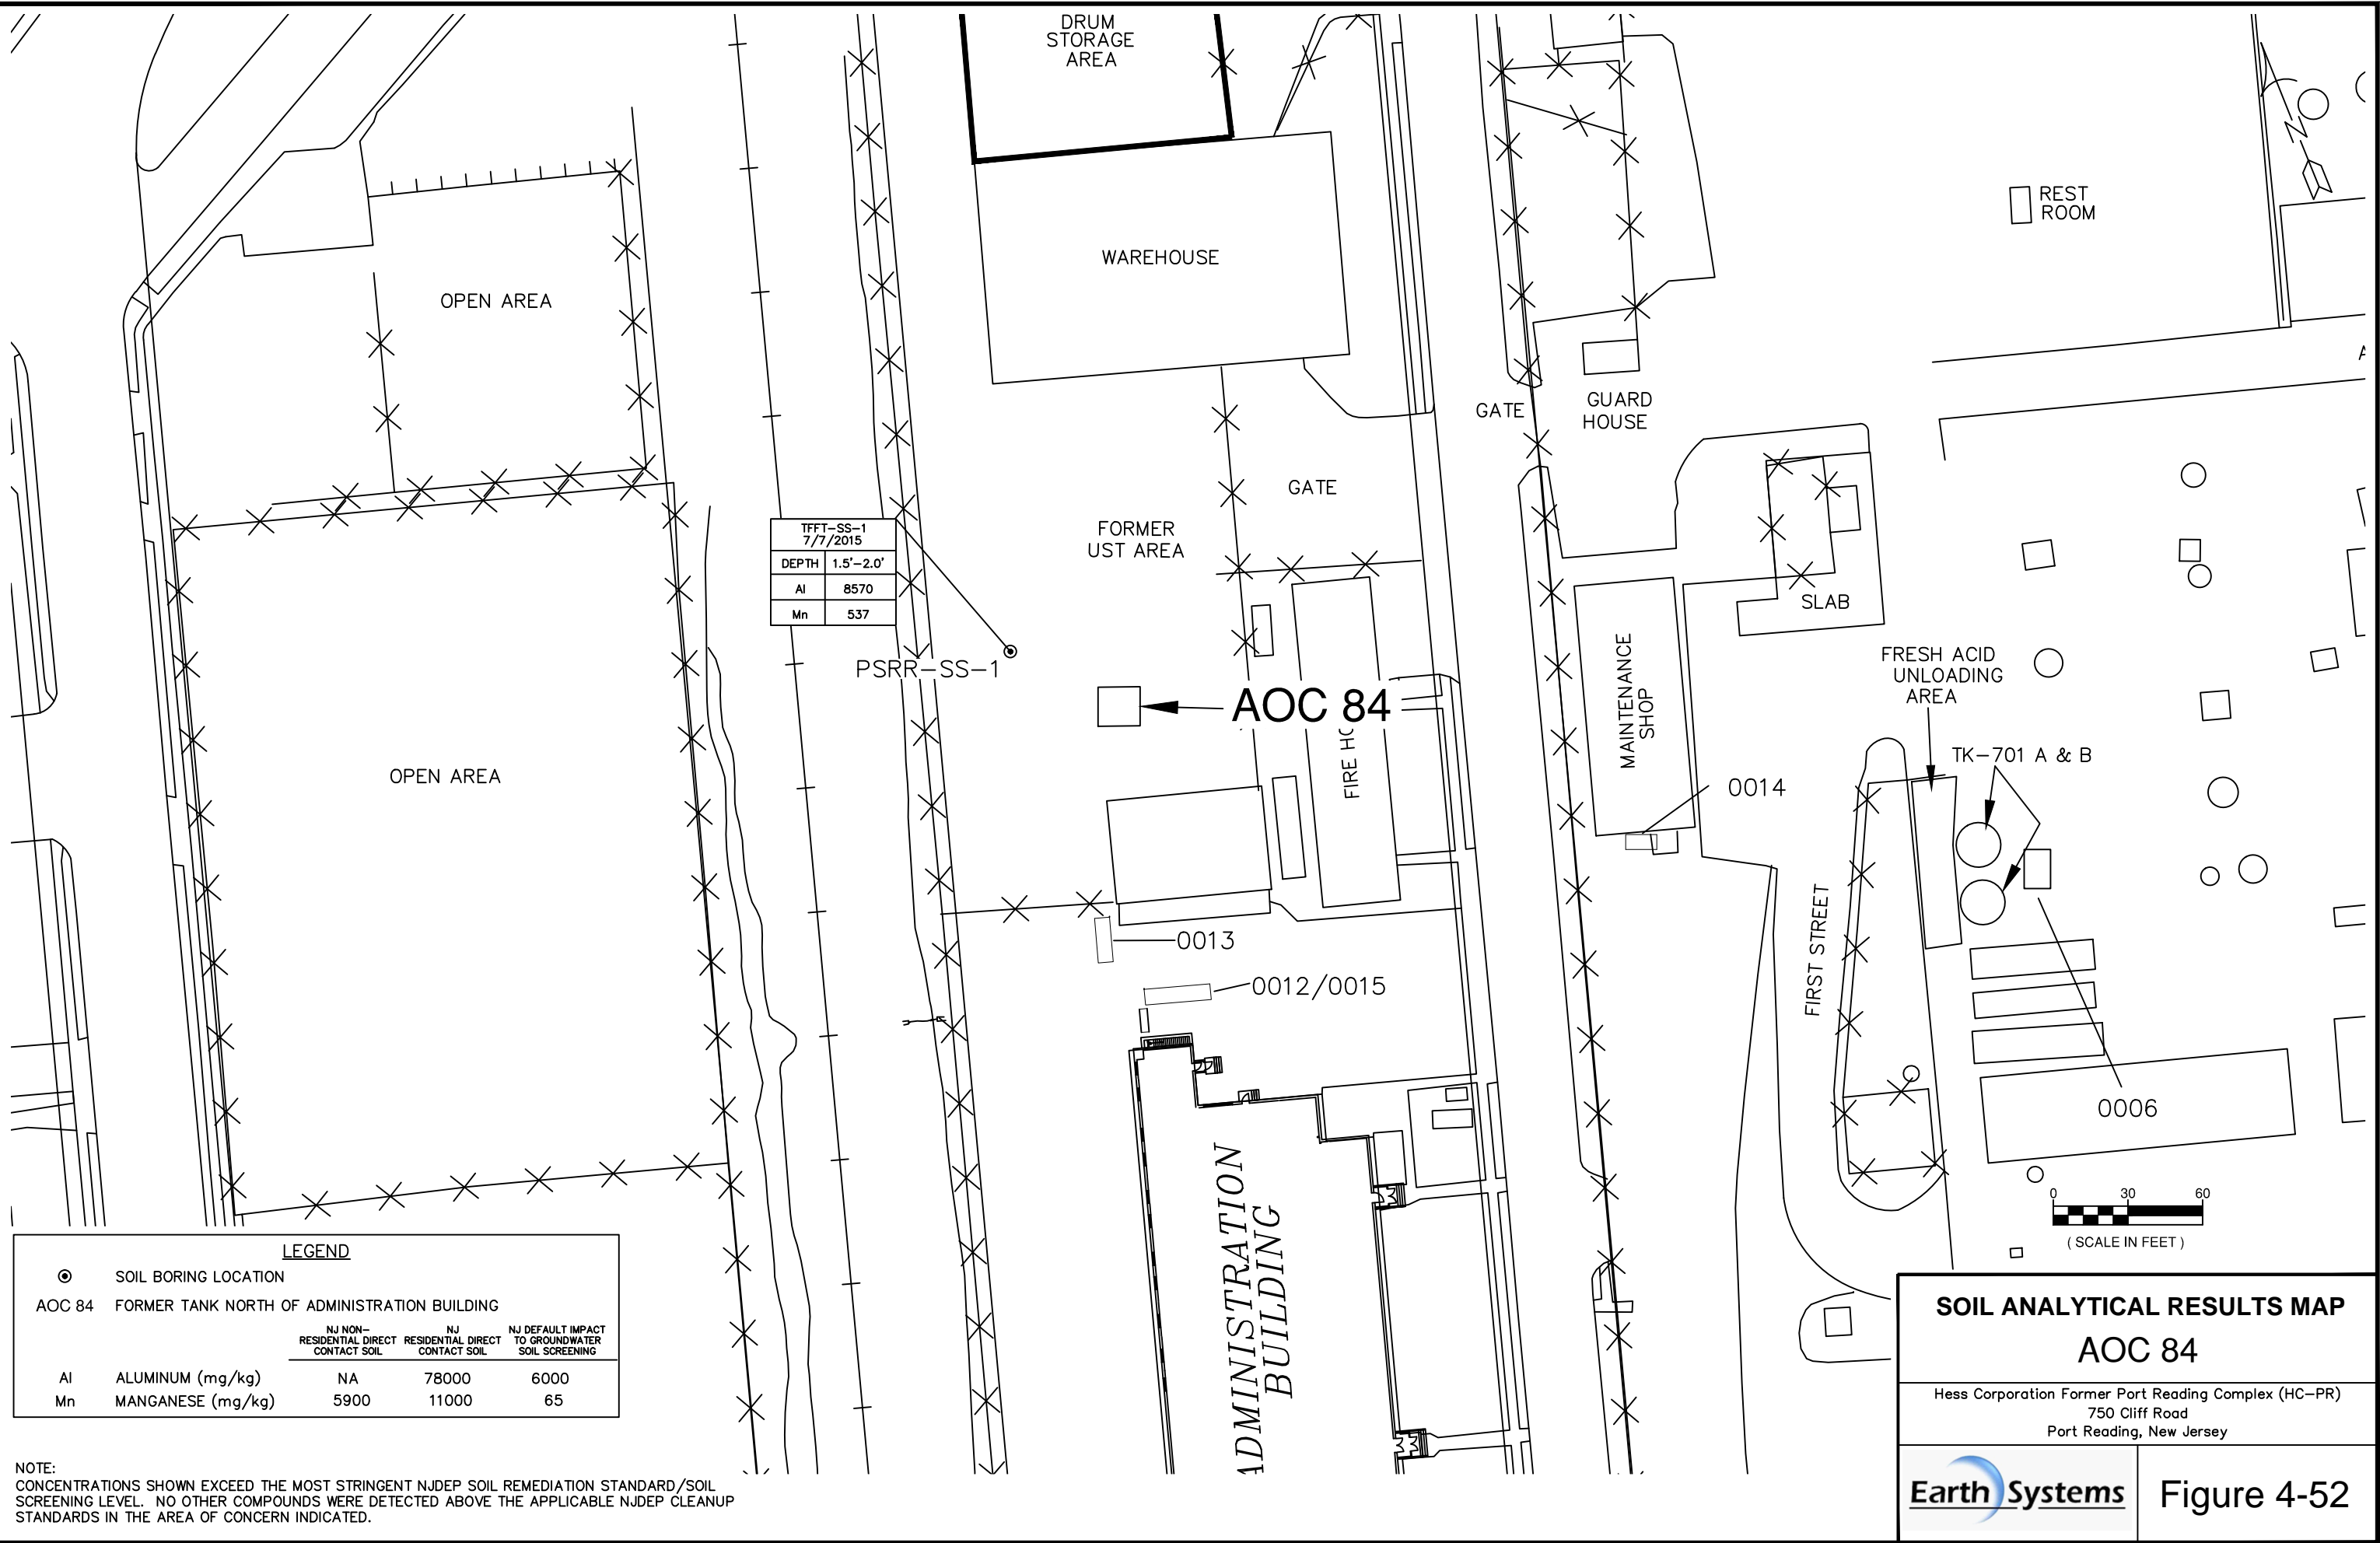 DRUM
STORAGE
AREA
N
REST
ROOM
WAREHOUSE
OPEN AREA
GATE
GUARD
HOUSE
GATE
FORMER
UST AREA
TFFT-SS-1
7/7/2015
DEPTH 1.5'-2.0'
Al 8570
Mn 537
PSRR-SS-1
AOC 84
SLAB
MAINTENANCE
SHOP
FRESH ACID
UNLOADING
AREA
TK-701 A & B
OPEN AREA
FIRE HO
0014
FIRST STREET
0013
0012/0015
0006
ADMINISTRATION
BUILDING
0 30 60
( SCALE IN FEET )
LEGEND
SOIL BORING LOCATION
AOC 84 FORMER TANK NORTH OF ADMINISTRATION BUILDING
NJ NON- NJ NJ DEFAULT IMPACT
RESIDENTIAL DIRECT RESIDENTIAL DIRECT TO GROUNDWATER
CONTACT SOIL CONTACT SOIL SOIL SCREENING
Al ALUMINUM (mg/kg) NA 78000 6000
Mn MANGANESE (mg/kg) 5900 11000 65
NOTE:
CONCENTRATIONS SHOWN EXCEED THE MOST STRINGENT NJDEP SOIL REMEDIATION STANDARD/SOIL
SCREENING LEVEL. NO OTHER COMPOUNDS WERE DETECTED ABOVE THE APPLICABLE NJDEP CLEANUP
STANDARDS IN THE AREA OF CONCERN INDICATED.
SOIL ANALYTICAL RESULTS MAP
AOC 84
Hess Corporation Former Port Reading Complex (HC-PR)
750 Cliff Road
Port Reading, New Jersey
Earth Systems
Figure 4-52